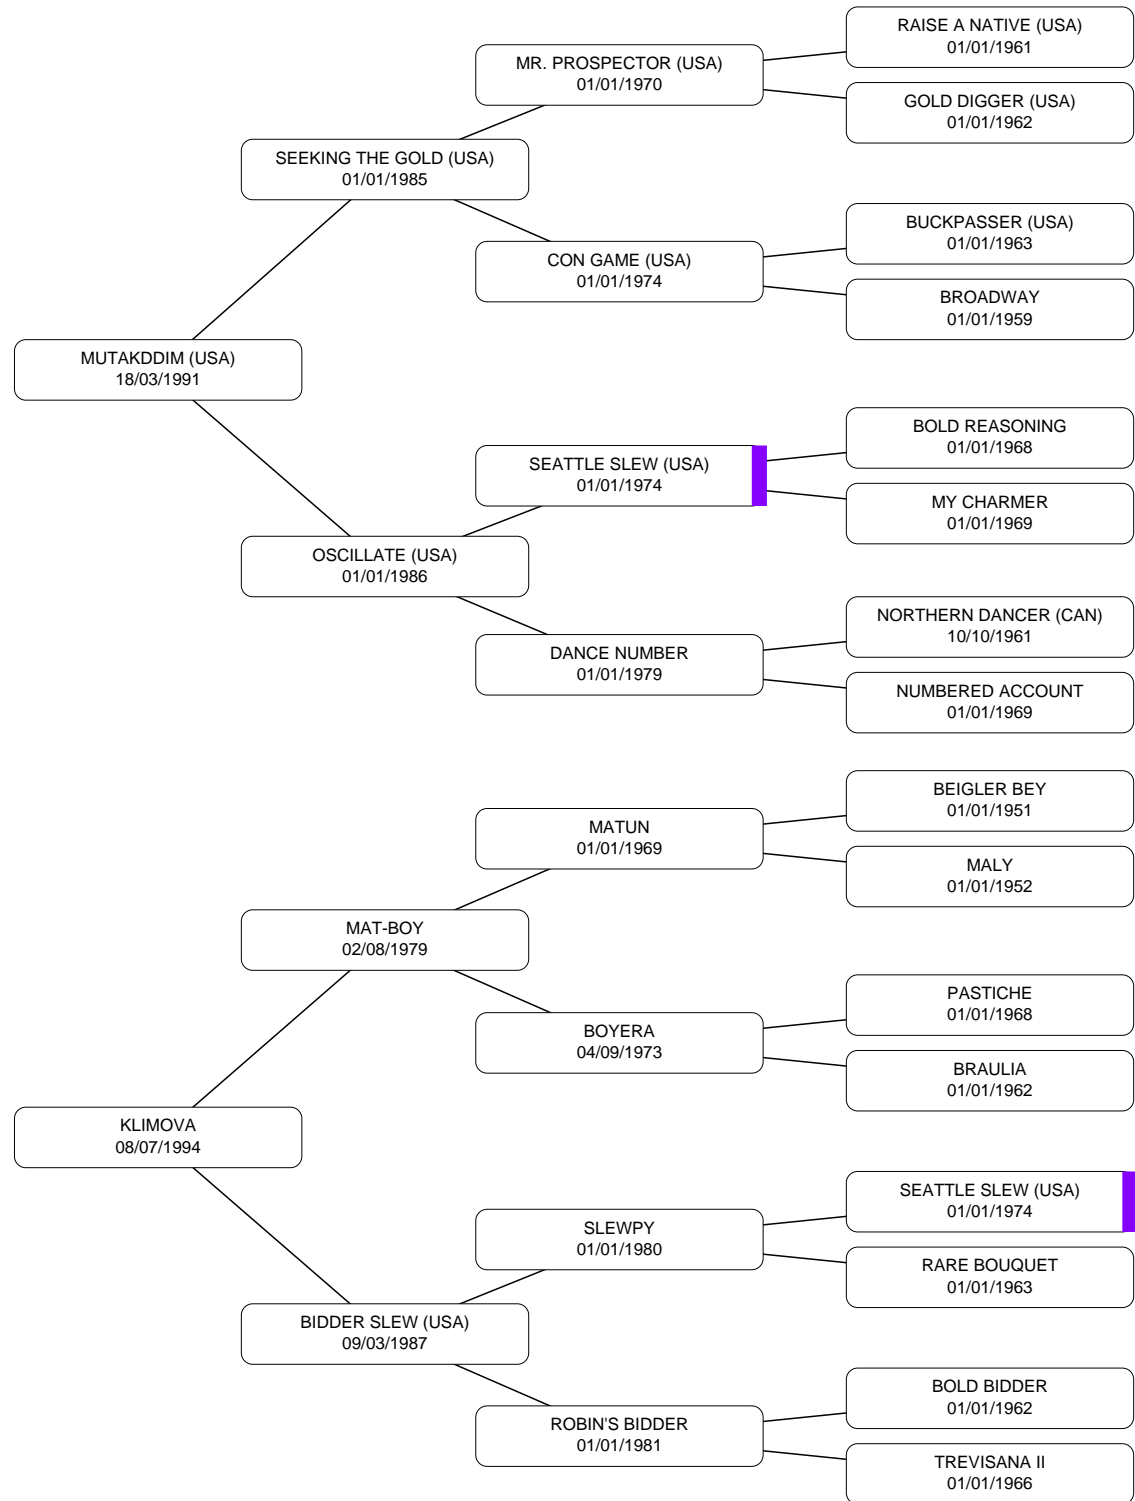 RAISE A NATIVE (USA)
01/01/1961
MR. PROSPECTOR (USA)
01/01/1970
GOLD DIGGER (USA)
01/01/1962
SEEKING THE GOLD (USA)
01/01/1985
BUCKPASSER (USA)
01/01/1963
CON GAME (USA)
01/01/1974
BROADWAY
01/01/1959
MUTAKDDIM (USA)
18/03/1991
BOLD REASONING
01/01/1968
SEATTLE SLEW (USA)
01/01/1974
MY CHARMER
01/01/1969
OSCILLATE (USA)
01/01/1986
NORTHERN DANCER (CAN)
10/10/1961
DANCE NUMBER
01/01/1979
NUMBERED ACCOUNT
01/01/1969
BEIGLER BEY
01/01/1951
MATUN
01/01/1969
MALY
01/01/1952
MAT-BOY
02/08/1979
PASTICHE
01/01/1968
BOYERA
04/09/1973
BRAULIA
01/01/1962
KLIMOVA
08/07/1994
SEATTLE SLEW (USA)
01/01/1974
SLEWPY
01/01/1980
RARE BOUQUET
01/01/1963
BIDDER SLEW (USA)
09/03/1987
BOLD BIDDER
01/01/1962
ROBIN'S BIDDER
01/01/1981
TREVISANA II
01/01/1966